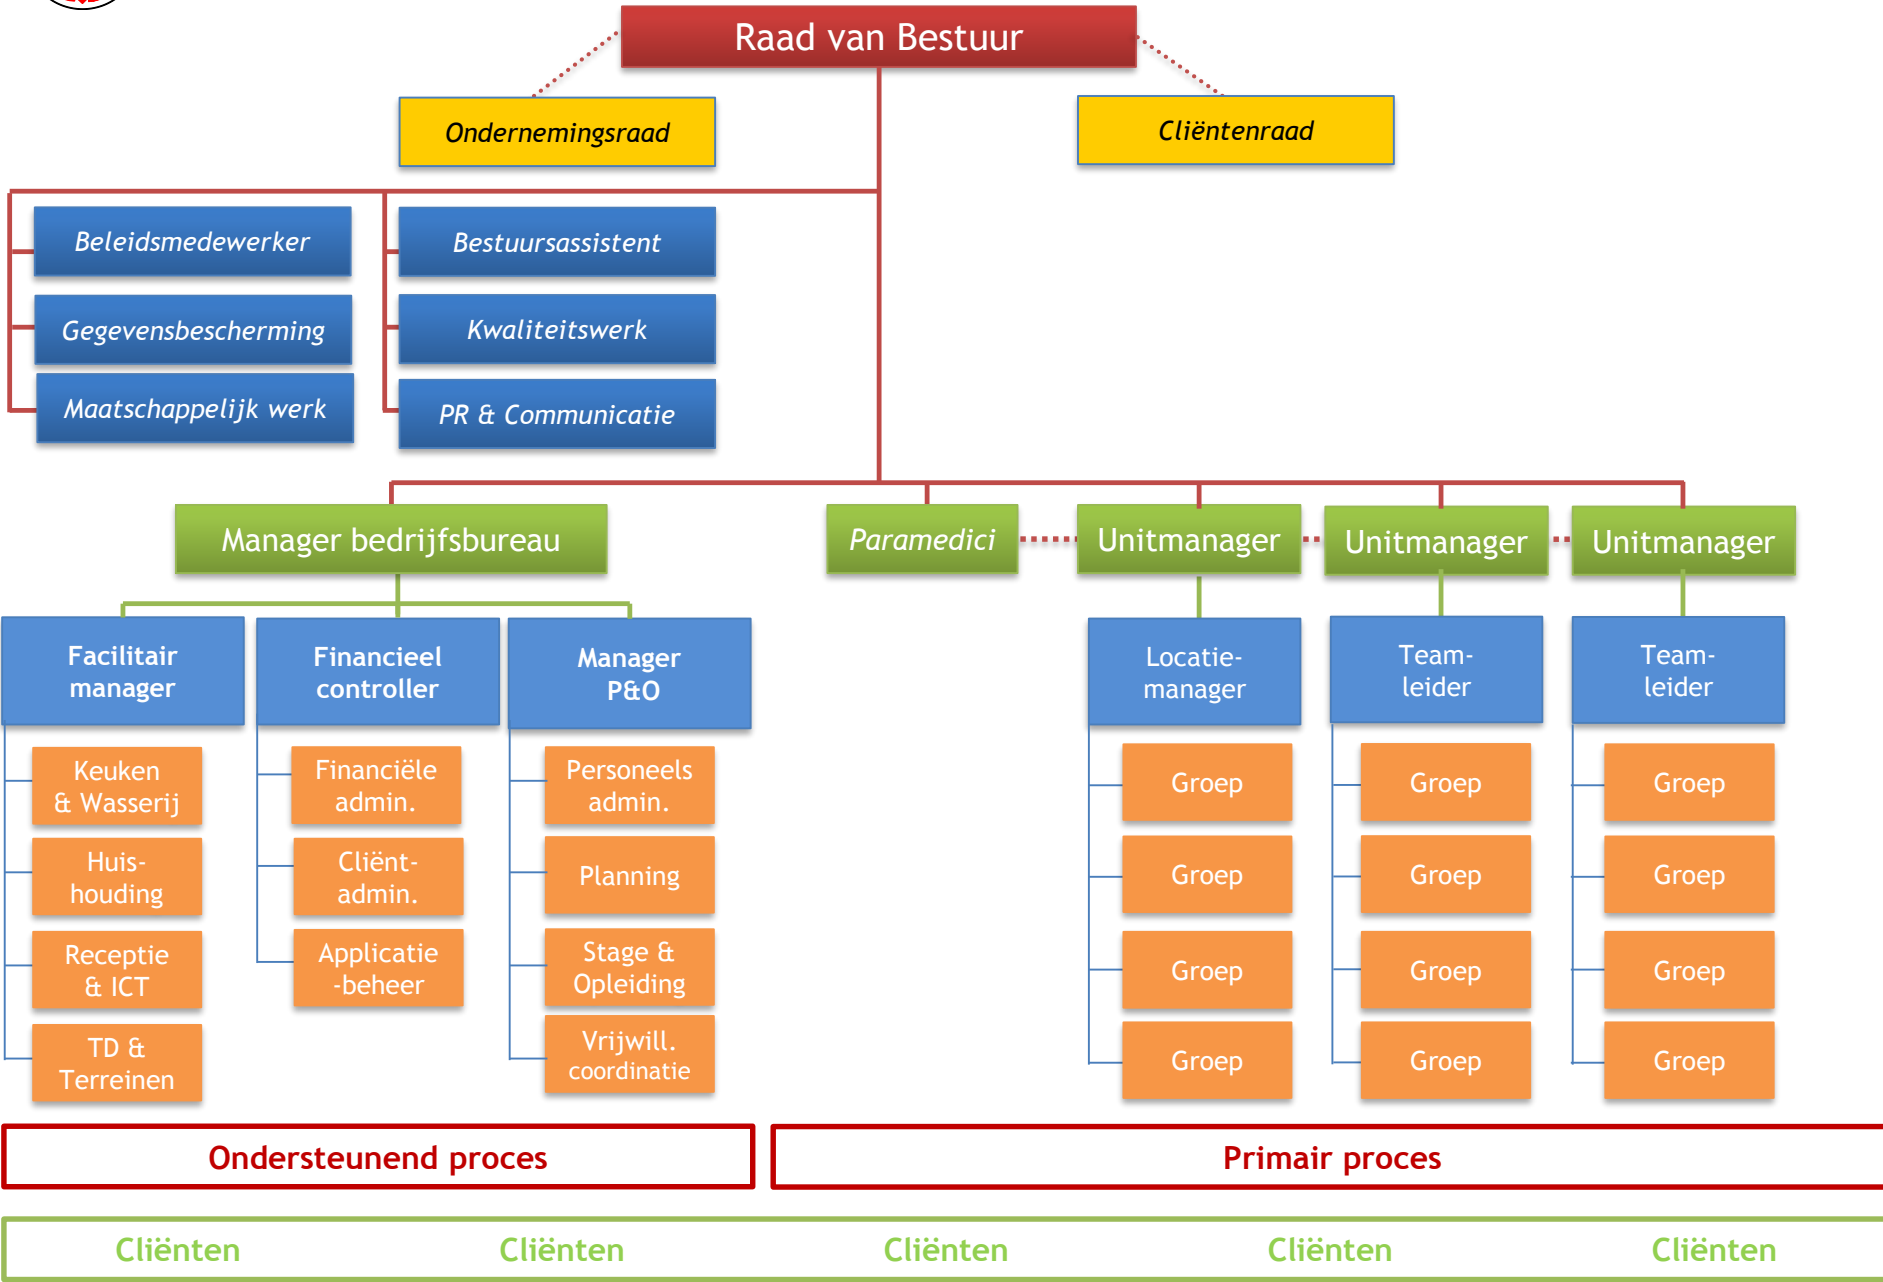 Raad van Bestuur
Ondernemingsraad
Cliëntenraad
Beleidsmedewerker
Bestuursassistent
Gegevensbescherming
Kwaliteitswerk
Maatschappelijk werk
PR & Communicatie
Manager bedrijfsbureau
Paramedici
Unitmanager
Unitmanager
Unitmanager
Facilitair
manager
Financieel
controller
Manager
P&O
Locatie-
manager
Team-
leider
Team-
leider
Keuken
& Wasserij
Financiële
admin.
Personeels
admin.
Groep
Groep
Groep
Huis-
houding
Cliënt-
admin.
Planning
Groep
Groep
Groep
Receptie
& ICT
Applicatie
-beheer
Stage &
Opleiding
Groep
Groep
Groep
TD &
Terreinen
Vrijwill.
coordinatie
Groep
Groep
Groep
Ondersteunend proces
Primair proces
Cliënten Cliënten Cliënten Cliënten Cliënten